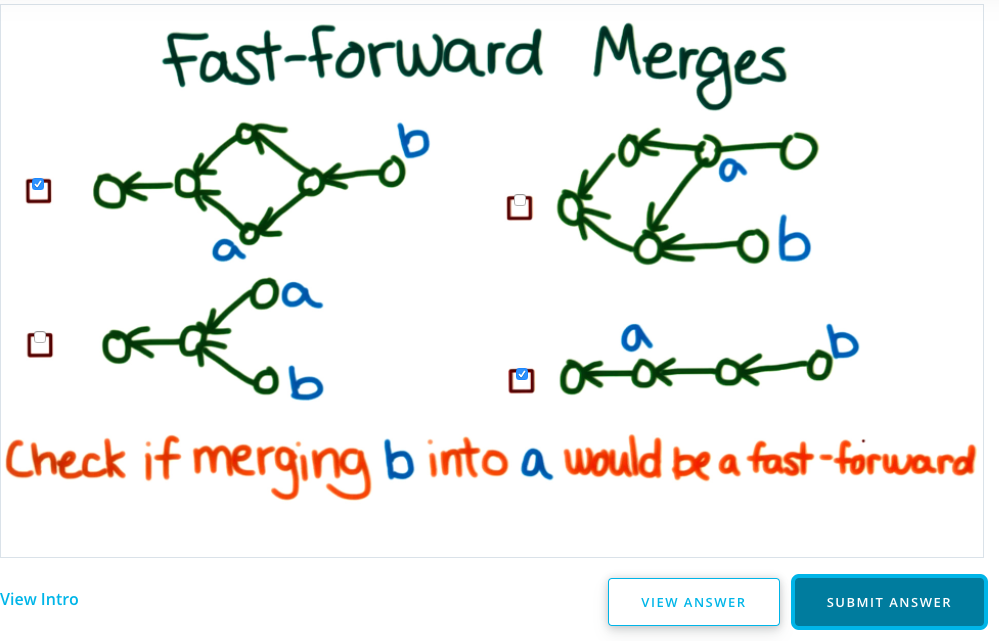 Fast-forward Merges
b
a
a
b
a
b
a
b
Check if merging b into a would be a fast-forward
View Intro
VIEW ANSWER
SUBMIT ANSWER